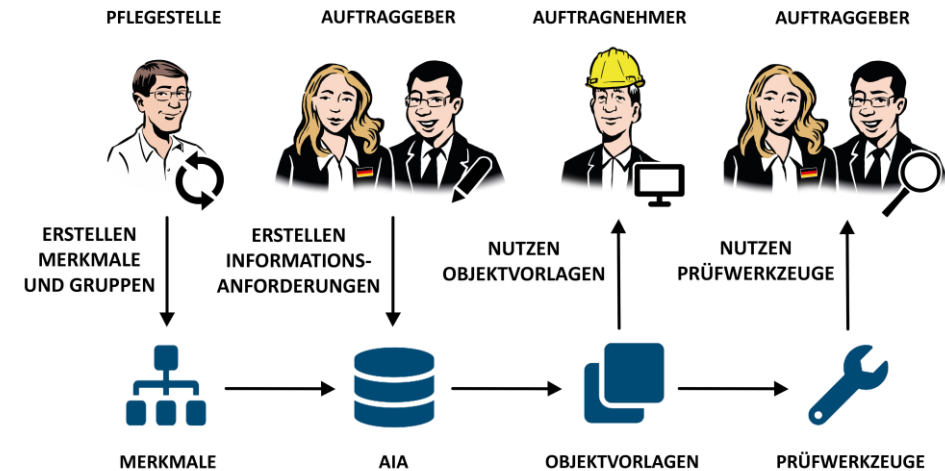 PFLEGESTELLE
AUFTRAGGEBER
AUFTRAGNEHMER
AUFTRAGGEBER
ERSTELLEN
MERKMALE
UND GRUPPEN
ERSTELLEN
INFORMATIONS-
ANFORDERUNGEN
NUTZEN
OBJEKTVORLAGEN
NUTZEN
PRÜFWERKZEUGE
MERKMALE
AIA
OBJEKTVORLAGEN
PRÜFWERKZEUGE